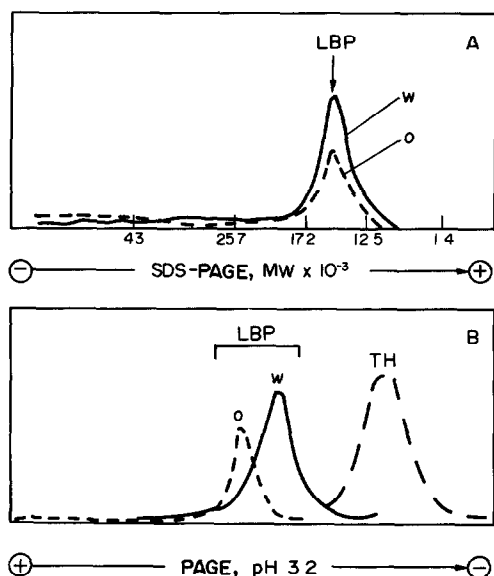 LBP
A
W
O
43 25.7 17.2 12.5 1.4
⊖ SDS-PAGE, MW x 10⁻³ ⊕
B
LBP
TH
W
O
⊕ PAGE, pH 3.2 ⊖